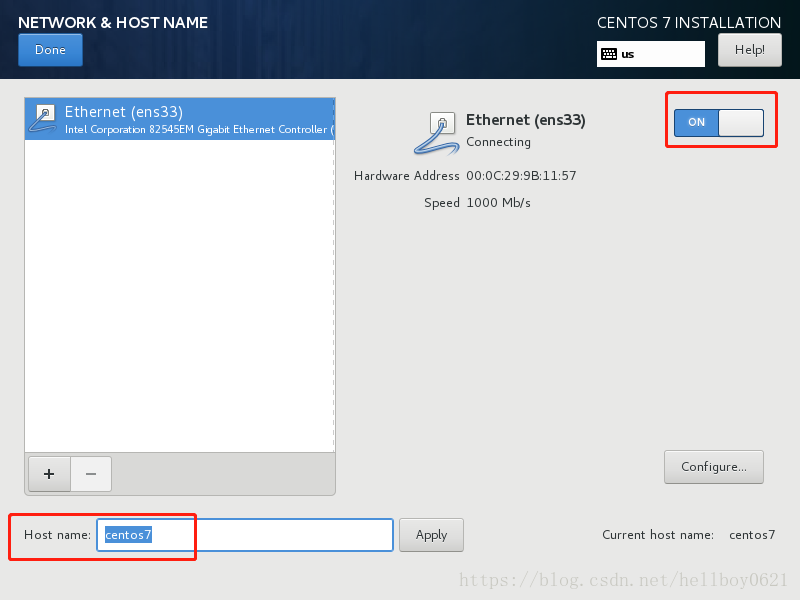 NETWORK & HOST NAME
CENTOS 7 INSTALLATION
Done
us
Help!
Ethernet (ens33)
Intel Corporation 82545EM Gigabit Ethernet Controller (
Ethernet (ens33)
Connecting
ON
Hardware Address 00:0C:29:9B:11:57
Speed 1000 Mb/s
+ −
Configure...
Host name: centos7
Apply
Current host name: centos7
https://blog.csdn.net/hellboy0621